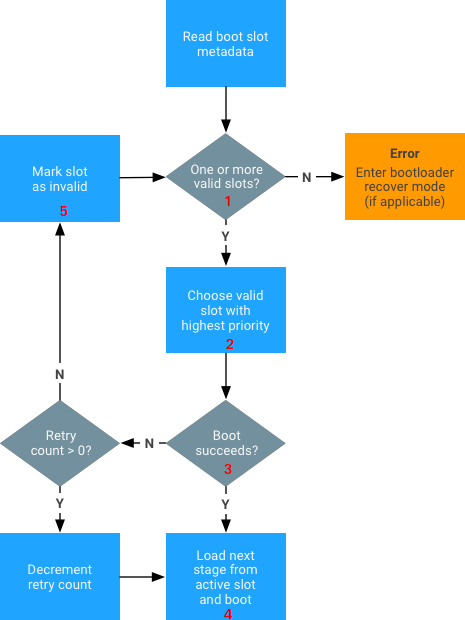 Read boot slot
metadata
Mark slot
as invalid
5
One or more
valid slots?
1
N
Error
Enter bootloader
recover mode
(if applicable)
Y
Choose valid
slot with
highest priority
2
N
Retry
count > 0?
N
Boot
succeeds?
3
Y
Y
Decrement
retry count
Load next
stage from
active slot
and boot
4